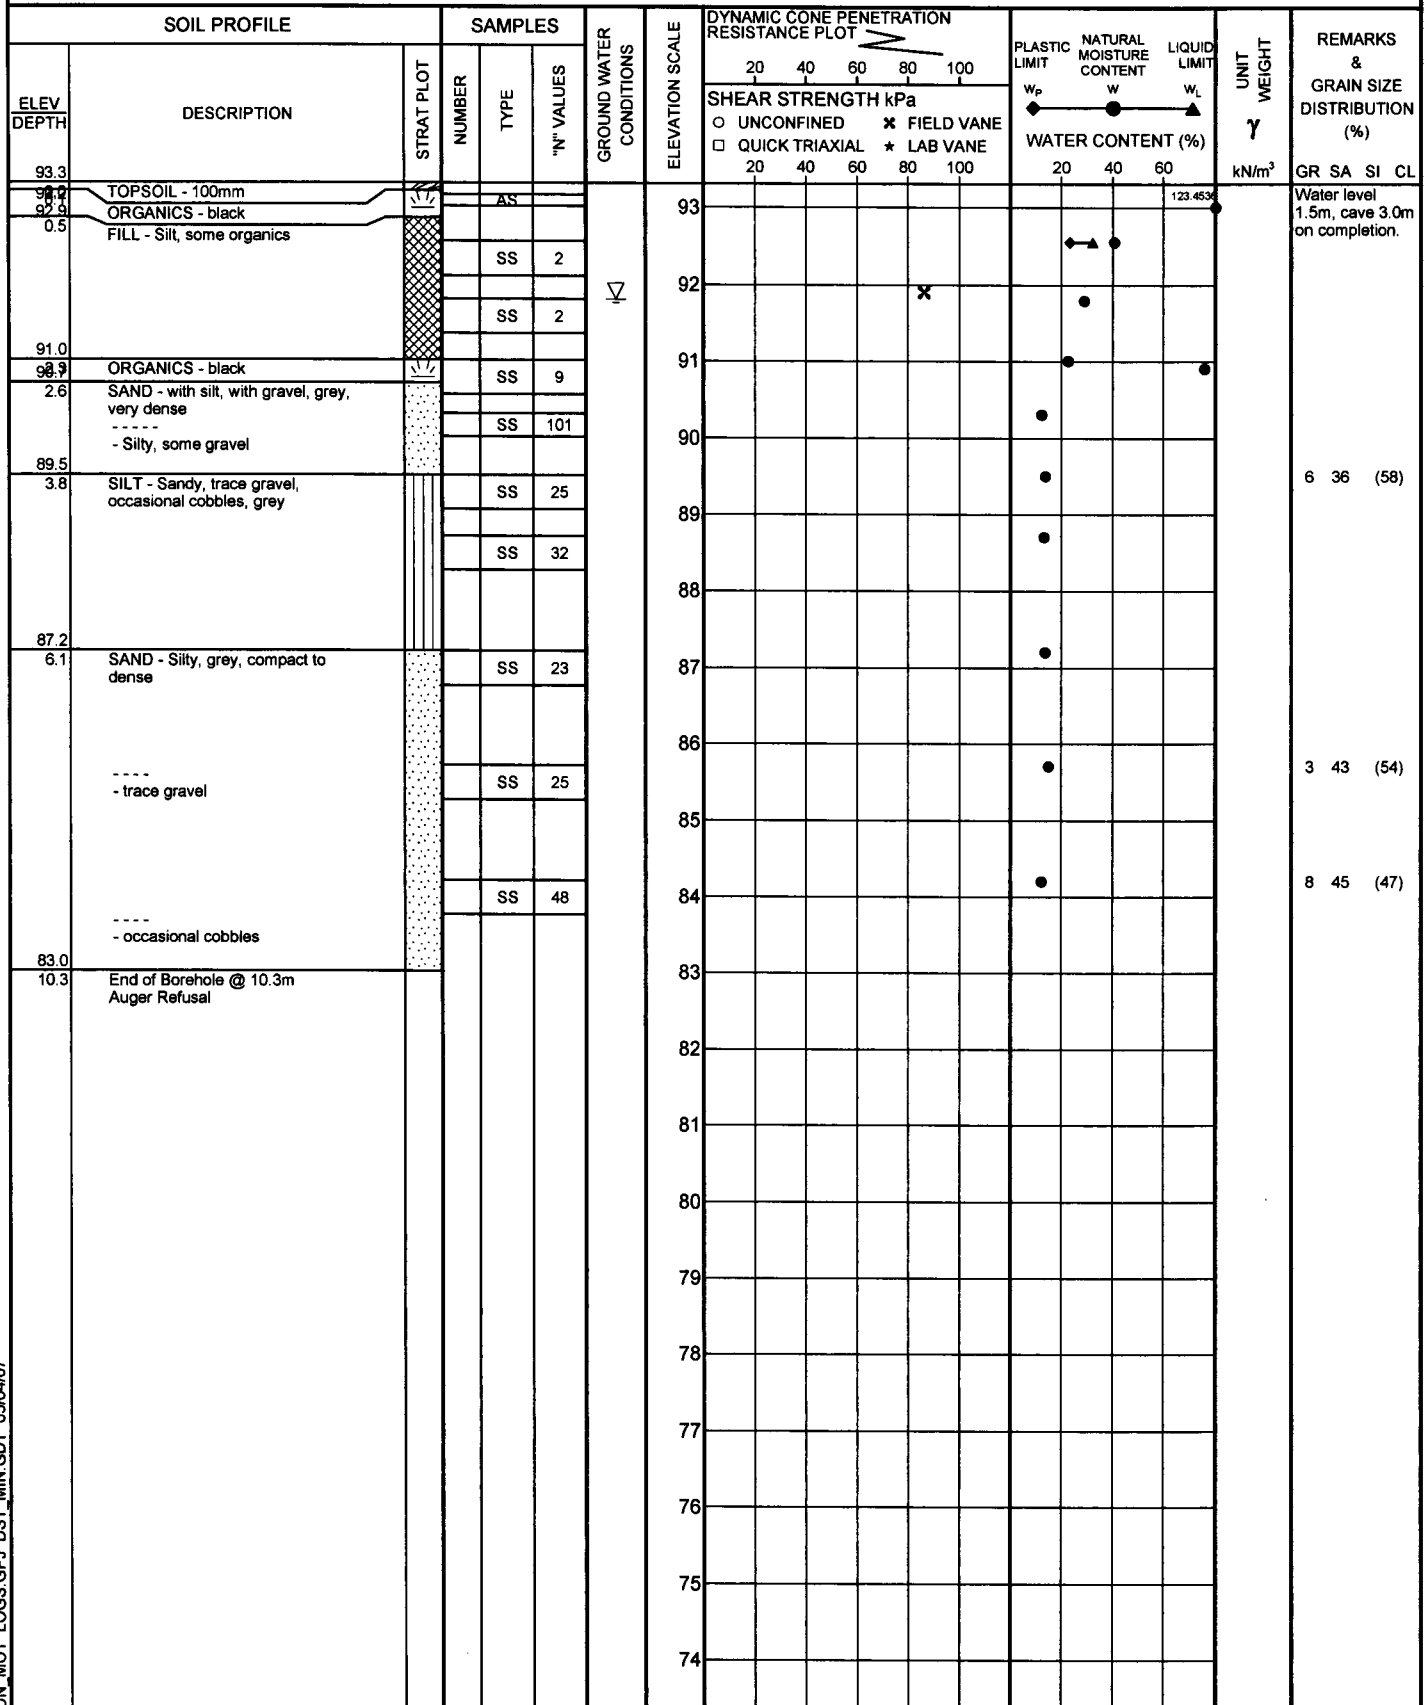 SOIL PROFILE
SAMPLES
GROUND WATER CONDITIONS
ELEVATION SCALE
DYNAMIC CONE PENETRATION
RESISTANCE PLOT
20 40 60 80 100
SHEAR STRENGTH kPa
○ UNCONFINED ✖ FIELD VANE
□ QUICK TRIAXIAL ★ LAB VANE
PLASTIC LIMIT
NATURAL MOISTURE CONTENT
LIQUID LIMIT
WP W WL
WATER CONTENT (%)
20 40 60
UNIT WEIGHT
γ
kN/m³
REMARKS
&
GRAIN SIZE
DISTRIBUTION
(%)
GR SA SI CL
ELEV
DEPTH
DESCRIPTION
STRAT PLOT
NUMBER
TYPE
"N" VALUES
93.3
TOPSOIL - 100mm
AS
93
123.4536
Water level
1.5m, cave 3.0m
on completion.
92.9
ORGANICS - black
0.5
FILL - Silt, some organics
SS 2
92
SS 2
91.0
91
ORGANICS - black
SS 9
2.6
SAND - with silt, with gravel, grey,
very dense
-----
SS 101
- Silty, some gravel
90
89.5
3.8
SILT - Sandy, trace gravel,
occasional cobbles, grey
SS 25
6 36 (58)
89
SS 32
88
87.2
6.1
SAND - Silty, grey, compact to
dense
SS 23
87
86
----
- trace gravel
SS 25
3 43 (54)
85
SS 48
8 45 (47)
84
----
- occasional cobbles
83.0
83
10.3
End of Borehole @ 10.3m
Auger Refusal
82
81
80
79
78
77
76
75
74